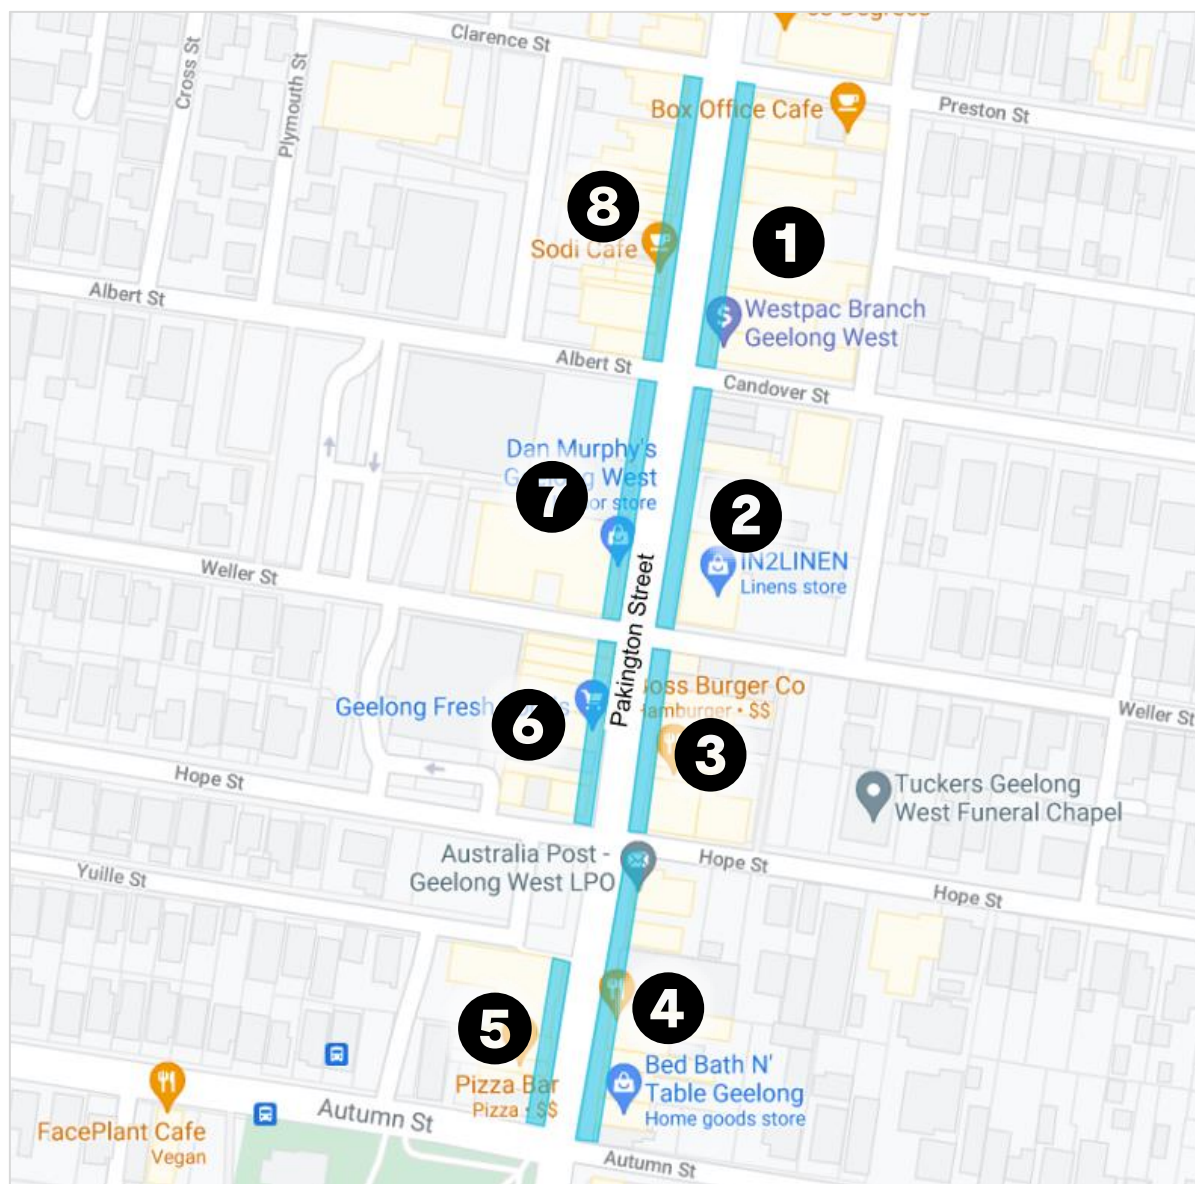 Clarence St
Cross St
Plymouth St
Box Office Cafe
Preston St
8
Sodi Cafe
1
Westpac Branch
Geelong West
Albert St
Albert St
Candover St
Dan Murphy's
West
7
store
2
IN2LINEN
Linens store
Weller St
Pakington Street
Burger Co
$$
Geelong Fresh
6
3
Weller St
Hope St
Tuckers Geelong
West Funeral Chapel
Australia Post -
Geelong West LPO
Hope St
Hope St
Yuille St
5
4
Pizza Bar
Pizza • $$
Bed Bath N'
Table Geelong
Home goods store
FacePlant Cafe
Vegan
Autumn St
Autumn St